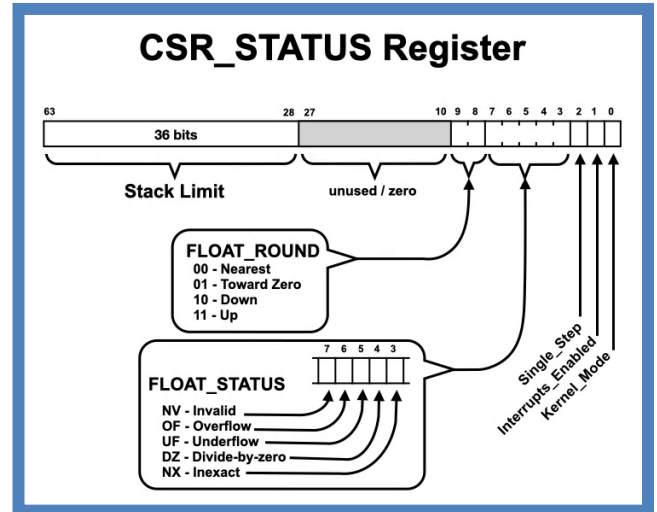 CSR_STATUS Register
63 28 27 10 9 8 7 6 5 4 3 2 1 0
36 bits
Stack Limit
unused / zero
FLOAT_ROUND
00 - Nearest
01 - Toward Zero
10 - Down
11 - Up
7 6 5 4 3
FLOAT_STATUS
NV - Invalid
OF - Overflow
UF - Underflow
DZ - Divide-by-zero
NX - Inexact
Single_Step
Interrupts_Enabled
Kernel_Mode